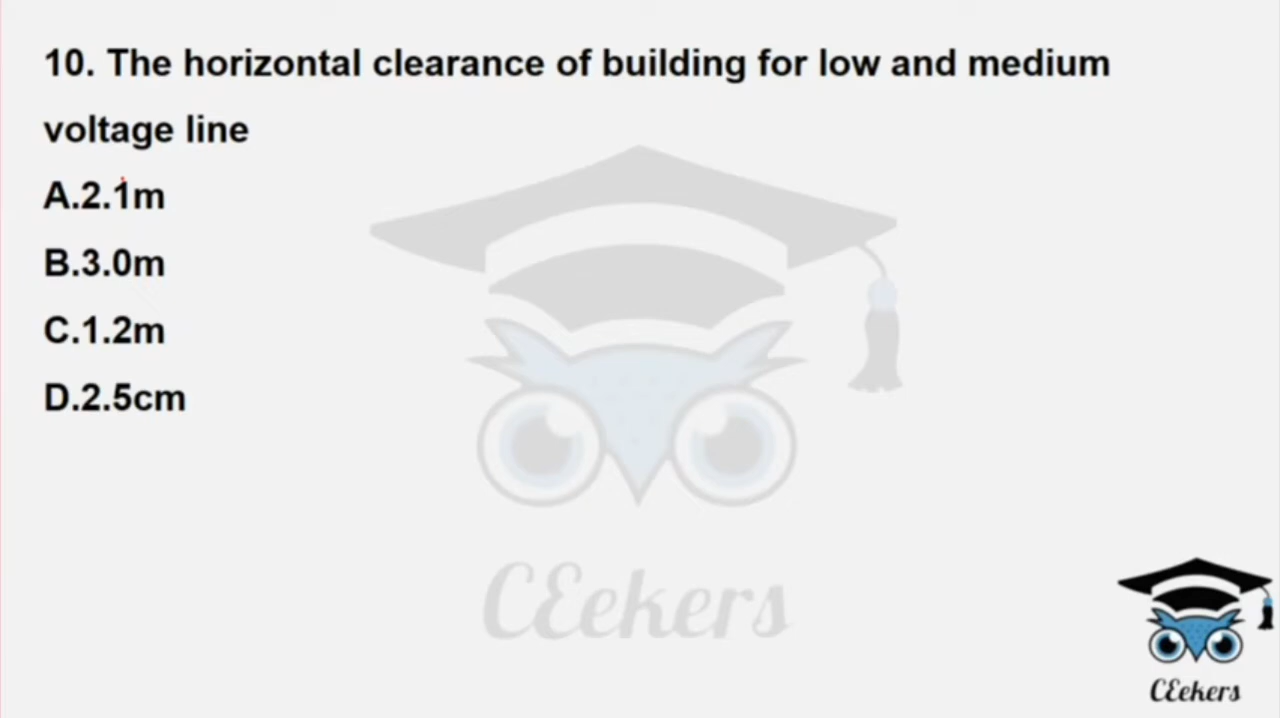 10. The horizontal clearance of building for low and medium
voltage line
A.2.1m
B.3.0m
C.1.2m
D.2.5cm
CEekers
CEekers